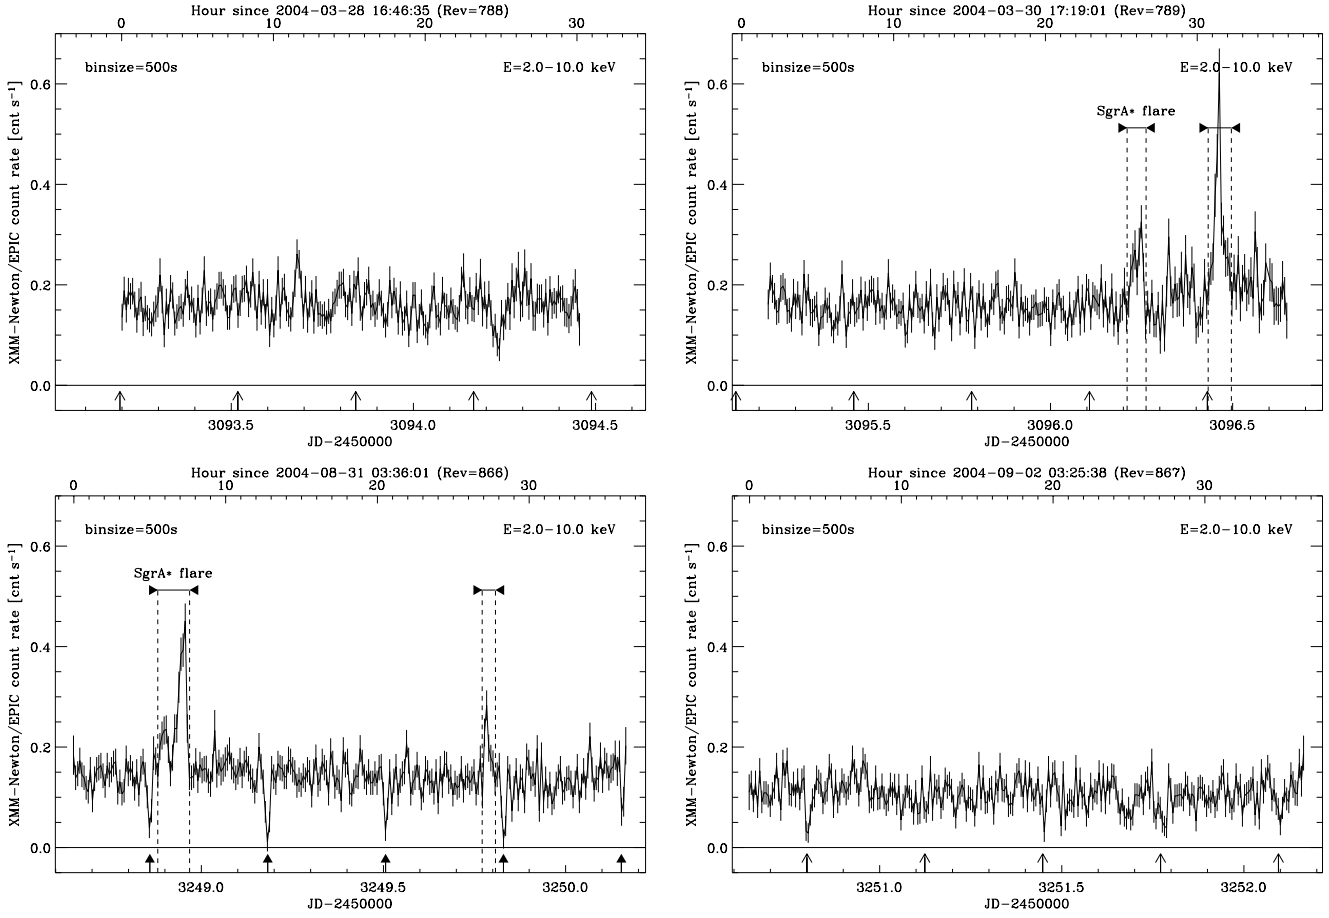 Hour since 2004-03-28 16:46:35 (Rev=788)
0 10 20 30
binsize=500s E=2.0-10.0 keV
XMM-Newton/EPIC count rate [cnt s⁻¹]
0.6
0.4
0.2
0.0
3093.5 3094.0 3094.5
JD-2450000
Hour since 2004-03-30 17:19:01 (Rev=789)
0 10 20 30
binsize=500s E=2.0-10.0 keV
SgrA* flare
XMM-Newton/EPIC count rate [cnt s⁻¹]
0.6
0.4
0.2
0.0
3095.5 3096.0 3096.5
JD-2450000
Hour since 2004-08-31 03:36:01 (Rev=866)
0 10 20 30
binsize=500s E=2.0-10.0 keV
SgrA* flare
XMM-Newton/EPIC count rate [cnt s⁻¹]
0.6
0.4
0.2
0.0
3249.0 3249.5 3250.0
JD-2450000
Hour since 2004-09-02 03:25:38 (Rev=867)
0 10 20 30
binsize=500s E=2.0-10.0 keV
XMM-Newton/EPIC count rate [cnt s⁻¹]
0.6
0.4
0.2
0.0
3251.0 3251.5 3252.0
JD-2450000